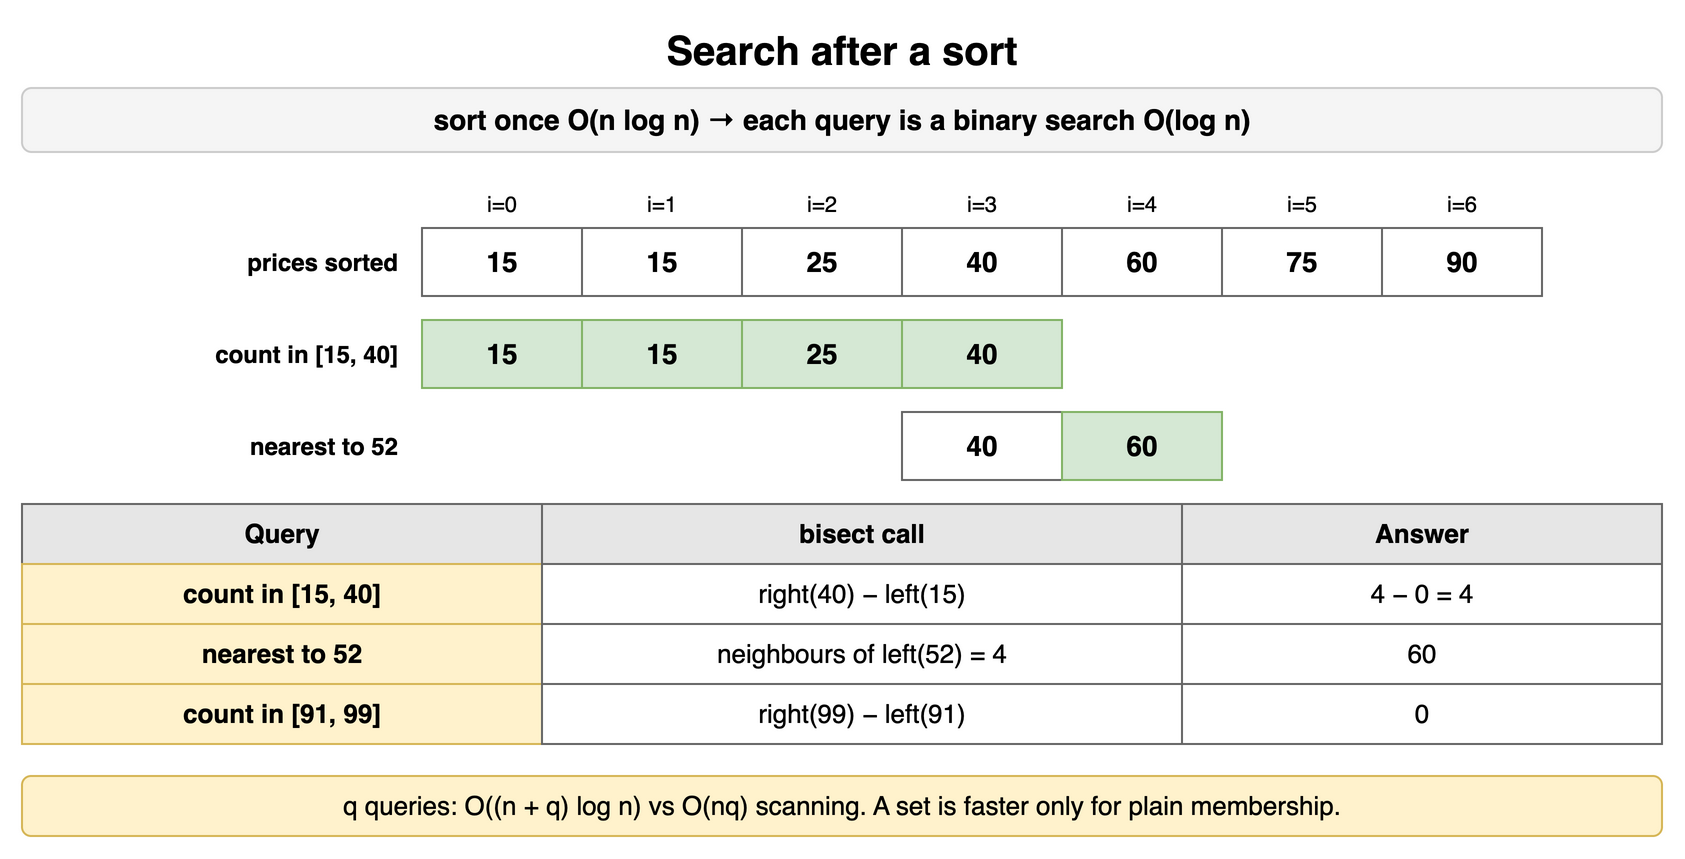 Search after a sort
sort once O(n log n) → each query is a binary search O(log n)
i=0 i=1 i=2 i=3 i=4 i=5 i=6
prices sorted 15 15 25 40 60 75 90
count in [15, 40] 15 15 25 40
nearest to 52 40 60
Query bisect call Answer
count in [15, 40] right(40) – left(15) 4 – 0 = 4
nearest to 52 neighbours of left(52) = 4 60
count in [91, 99] right(99) – left(91) 0
q queries: O((n + q) log n) vs O(nq) scanning. A set is faster only for plain membership.